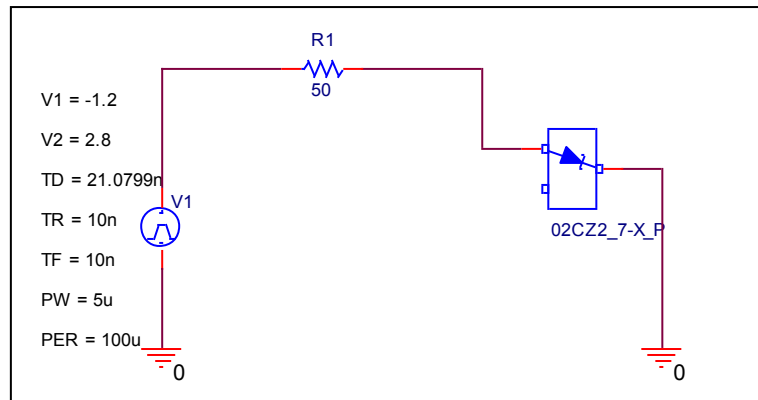 R1
50
V1 = -1.2
V2 = 2.8
TD = 21.0799n
TR = 10n
TF = 10n
PW = 5u
PER = 100u
V1
02CZ2_7-X_P
0
0